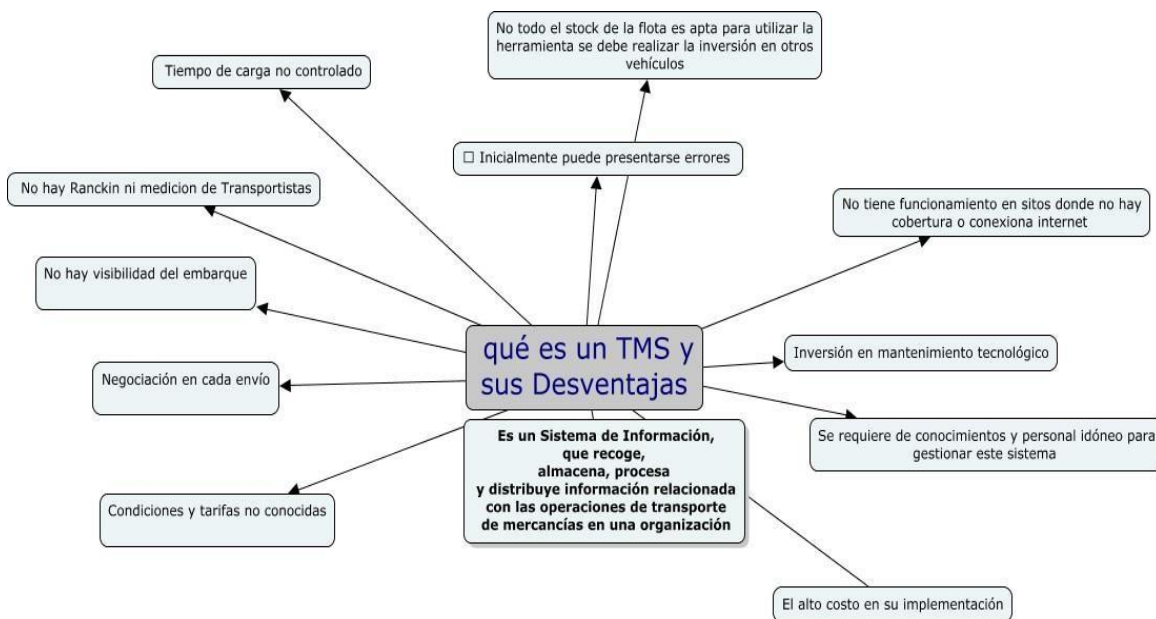 No todo el stock de la flota es apta para utilizar la
herramienta se debe realizar la inversión en otros
vehículos
Tiempo de carga no controlado
☐ Inicialmente puede presentarse errores
No hay Ranckin ni medicion de Transportistas
No tiene funcionamiento en sitos donde no hay
cobertura o conexiona internet
No hay visibilidad del embarque
qué es un TMS y
sus Desventajas
Inversión en mantenimiento tecnológico
Negociación en cada envío
Se requiere de conocimientos y personal idóneo para
gestionar este sistema
Es un Sistema de Información,
que recoge,
almacena, procesa
y distribuye información relacionada
con las operaciones de transporte
de mercancías en una organización
Condiciones y tarifas no conocidas
El alto costo en su implementación